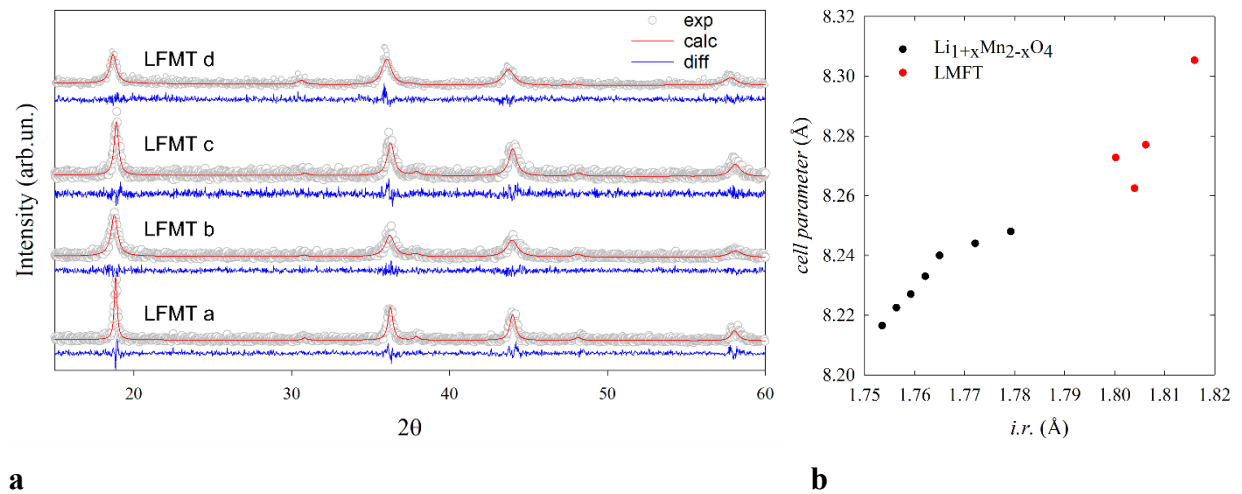 exp
calc
diff
LFMT d
LFMT c
LFMT b
LFMT a
Intensity (arb.un.)
20 30 40 50 60
2θ
a
8.32
8.30
8.28
8.26
8.24
8.22
8.20
cell parameter (Å)
Li1+xMn2-xO4
LMFT
1.75 1.76 1.77 1.78 1.79 1.80 1.81 1.82
i.r. (Å)
b